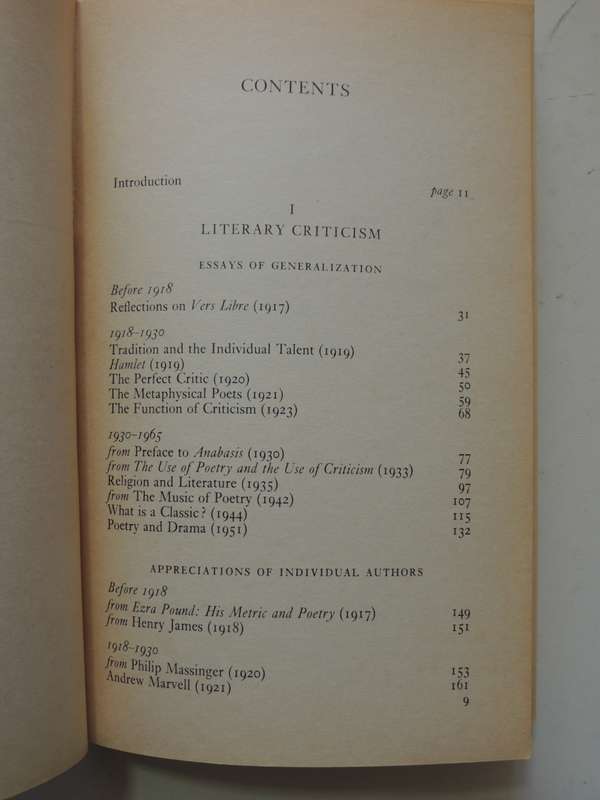 CONTENTS
Introduction page 11
I
LITERARY CRITICISM
ESSAYS OF GENERALIZATION
Before 1918
Reflections on Vers Libre (1917) 31
1918–1930
Tradition and the Individual Talent (1919) 37
Hamlet (1919) 45
The Perfect Critic (1920) 50
The Metaphysical Poets (1921) 59
The Function of Criticism (1923) 68
1930–1965
from Preface to Anabasis (1930) 77
from The Use of Poetry and the Use of Criticism (1933) 79
Religion and Literature (1935) 97
from The Music of Poetry (1942) 107
What is a Classic? (1944) 115
Poetry and Drama (1951) 132
APPRECIATIONS OF INDIVIDUAL AUTHORS
Before 1918
from Ezra Pound: His Metric and Poetry (1917) 149
from Henry James (1918) 151
1918–1930
from Philip Massinger (1920) 153
Andrew Marvell (1921) 161
9